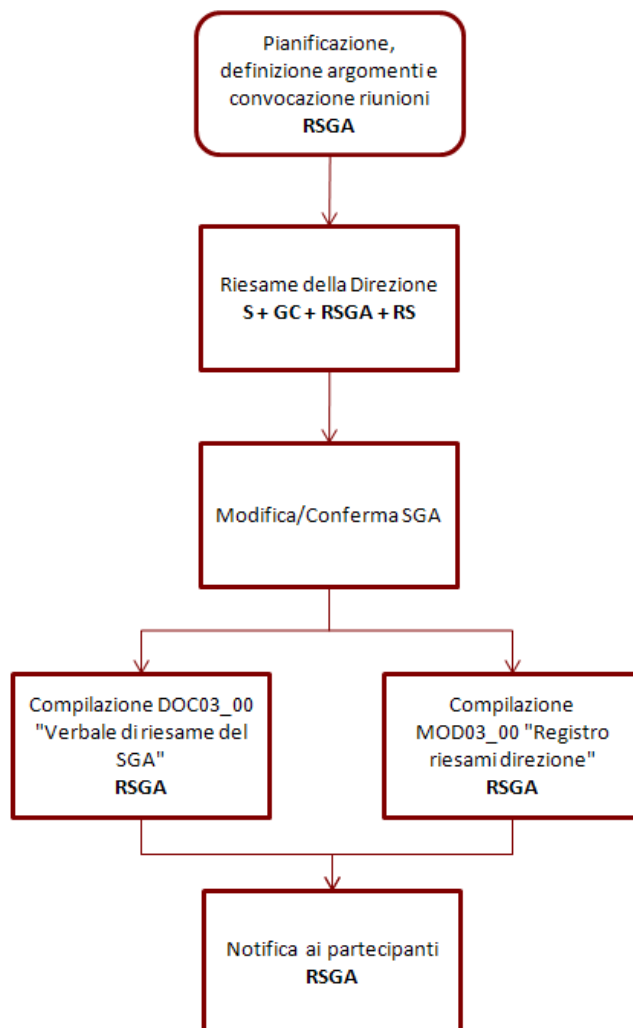 Pianificazione,
definizione argomenti e
convocazione riunioni
RSGA
Riesame della Direzione
S + GC + RSGA + RS
Modifica/Conferma SGA
Compilazione DOC03_00
"Verbale di riesame del
SGA"
RSGA
Compilazione
MOD03_00 "Registro
riesami direzione"
RSGA
Notifica ai partecipanti
RSGA